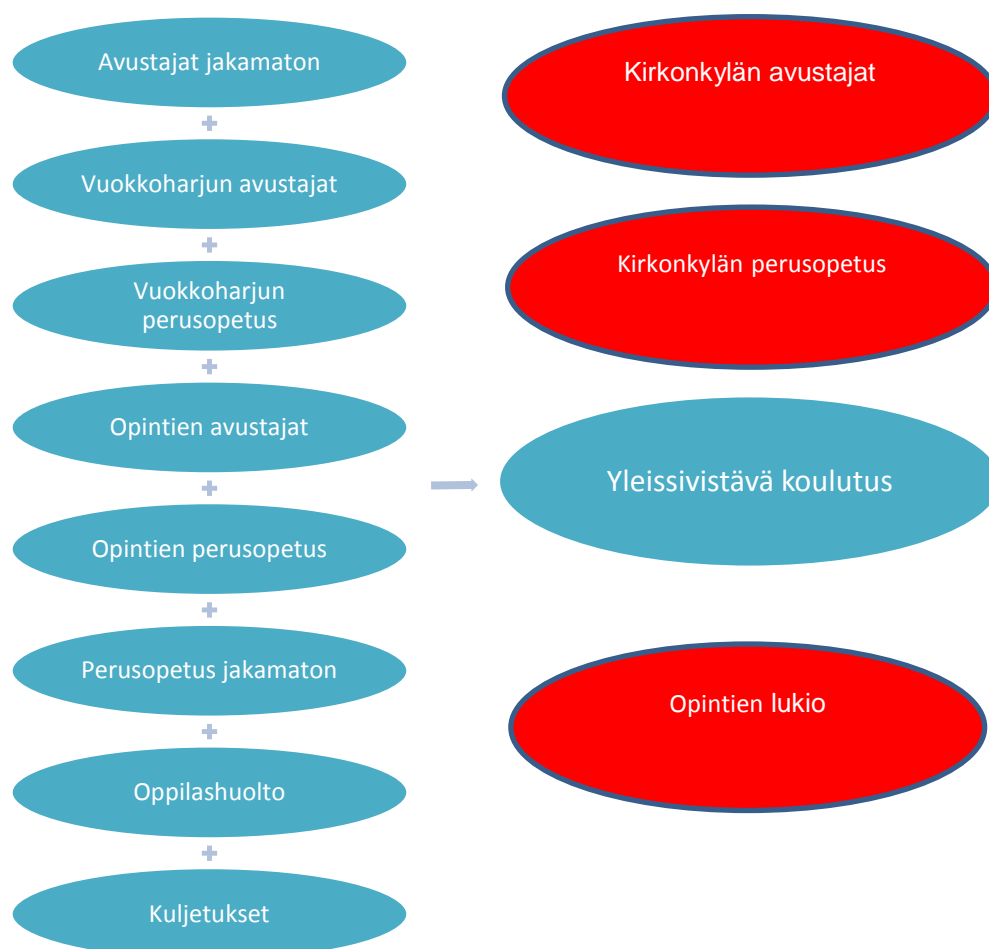 Avustajat jakamaton
Vuokkoharjun avustajat
Vuokkoharjun
perusopetus
Opintien avustajat
Opintien perusopetus
Perusopetus jakamaton
Oppilashuolto
Kuljetukset
Kirkonkylän avustajat
Kirkonkylän perusopetus
Yleissivistävä koulutus
Opintien lukio